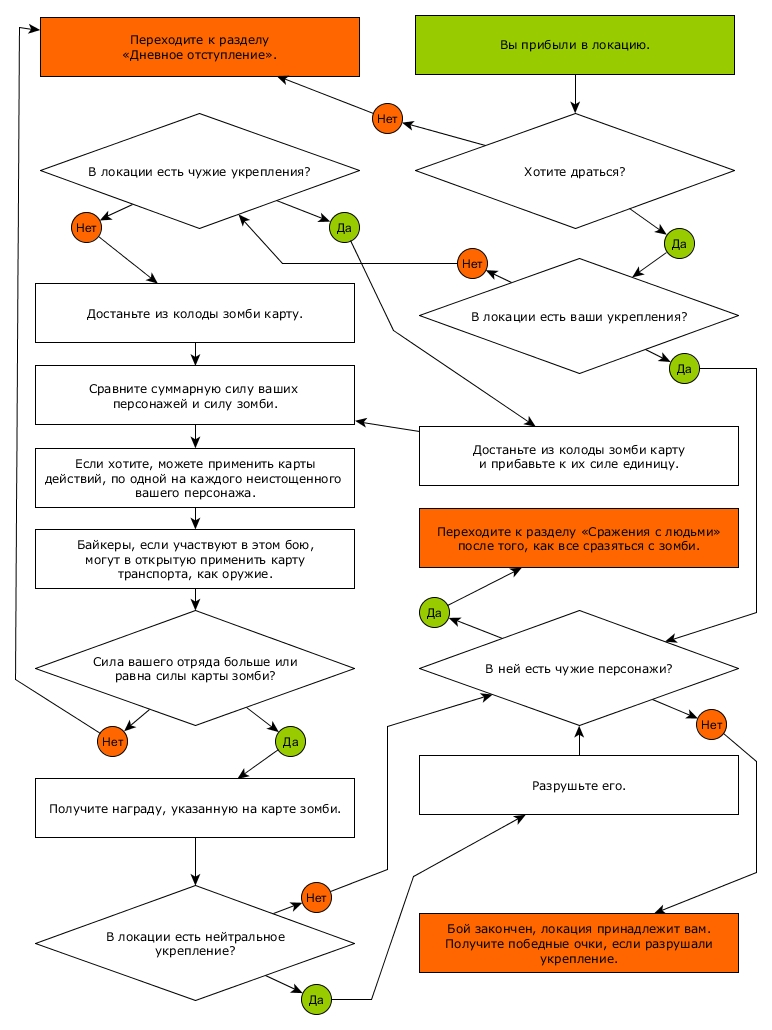 Переходите к разделу
«Дневное отступление».
Вы прибыли в локацию.
Нет
Хотите драться?
В локации есть чужие укрепления?
Нет
Да
Да
Нет
В локации есть ваши укрепления?
Да
Достаньте из колоды зомби карту.
Сравните суммарную силу ваших
персонажей и силу зомби.
Достаньте из колоды зомби карту
и прибавьте к их силе единицу.
Если хотите, можете применить карты
действий, по одной на каждого неистощенного
вашего персонажа.
Переходите к разделу «Сражения с людьми»
после того, как все сразяться с зомби.
Байкеры, если участвуют в этом бою,
могут в открытую применить карту
транспорта, как оружие.
Да
Сила вашего отряда больше или
равна силы карты зомби?
В ней есть чужие персонажи?
Нет
Да
Нет
Получите награду, указанную на карте зомби.
Разрушьте его.
Нет
В локации есть нейтральное
укрепление?
Да
Бой закончен, локация принадлежит вам.
Получите победные очки, если разрушали
укрепление.